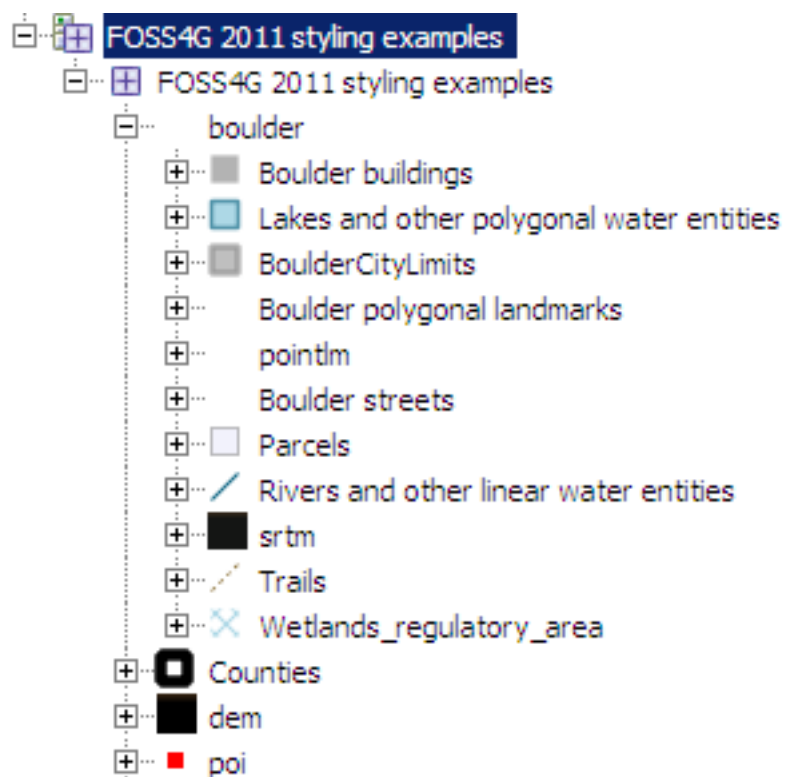 FOSS4G 2011 styling examples
FOSS4G 2011 styling examples
boulder
Boulder buildings
Lakes and other polygonal water entities
BoulderCityLimits
Boulder polygonal landmarks
pointlm
Boulder streets
Parcels
Rivers and other linear water entities
srtm
Trails
Wetlands_regulatory_area
Counties
dem
poi